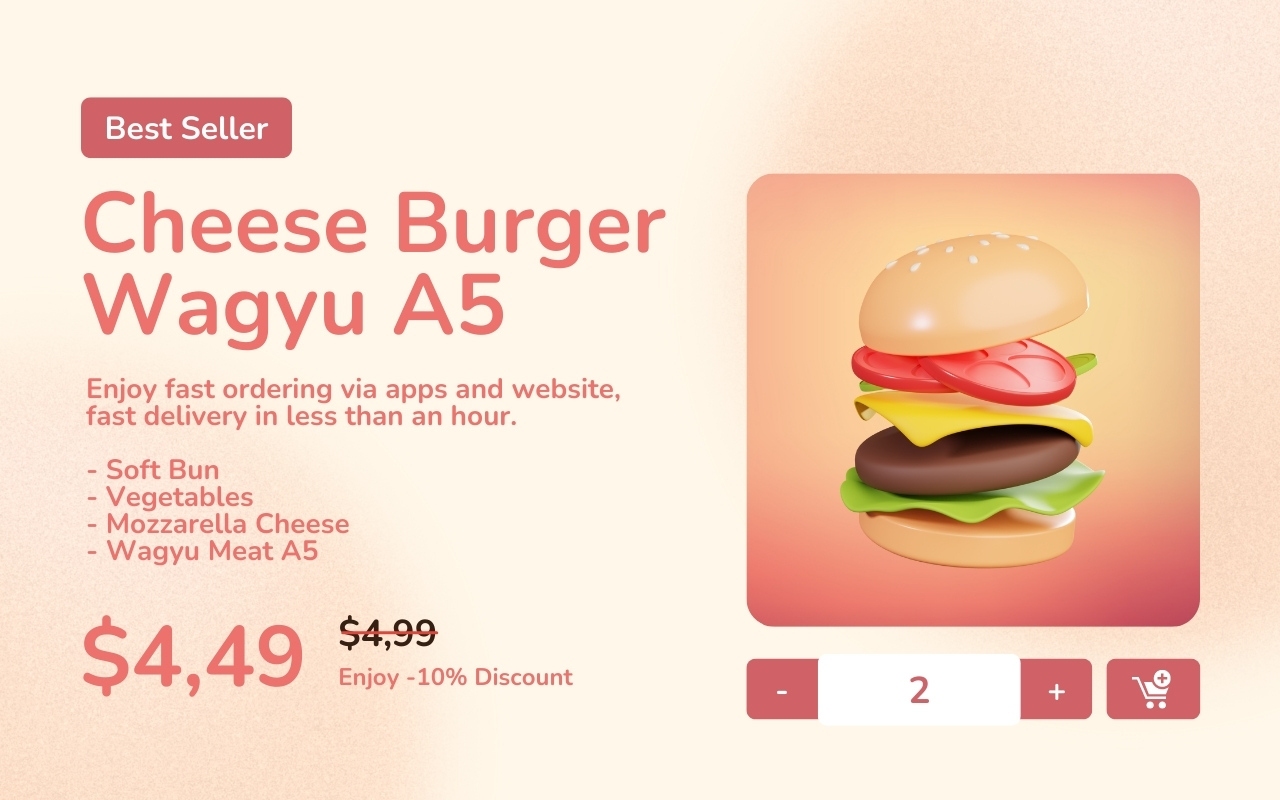 Best Seller
Cheese Burger
Wagyu A5
Enjoy fast ordering via apps and website,
fast delivery in less than an hour.
- Soft Bun
- Vegetables
- Mozzarella Cheese
- Wagyu Meat A5
$4,49
$4,99
Enjoy -10% Discount
- 2 +